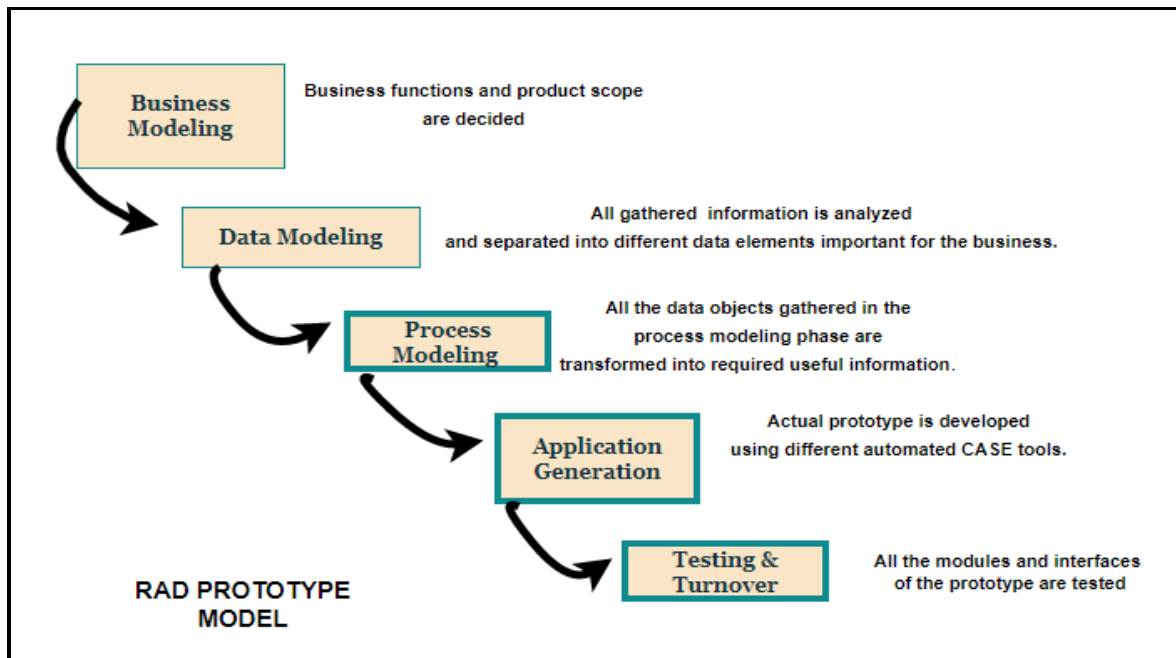 Business
Modeling
Business functions and product scope
are decided
Data Modeling
All gathered information is analyzed
and separated into different data elements important for the business.
Process
Modeling
All the data objects gathered in the
process modeling phase are
transformed into required useful information.
Application
Generation
Actual prototype is developed
using different automated CASE tools.
Testing &
Turnover
All the modules and interfaces
of the prototype are tested
RAD PROTOTYPE
MODEL